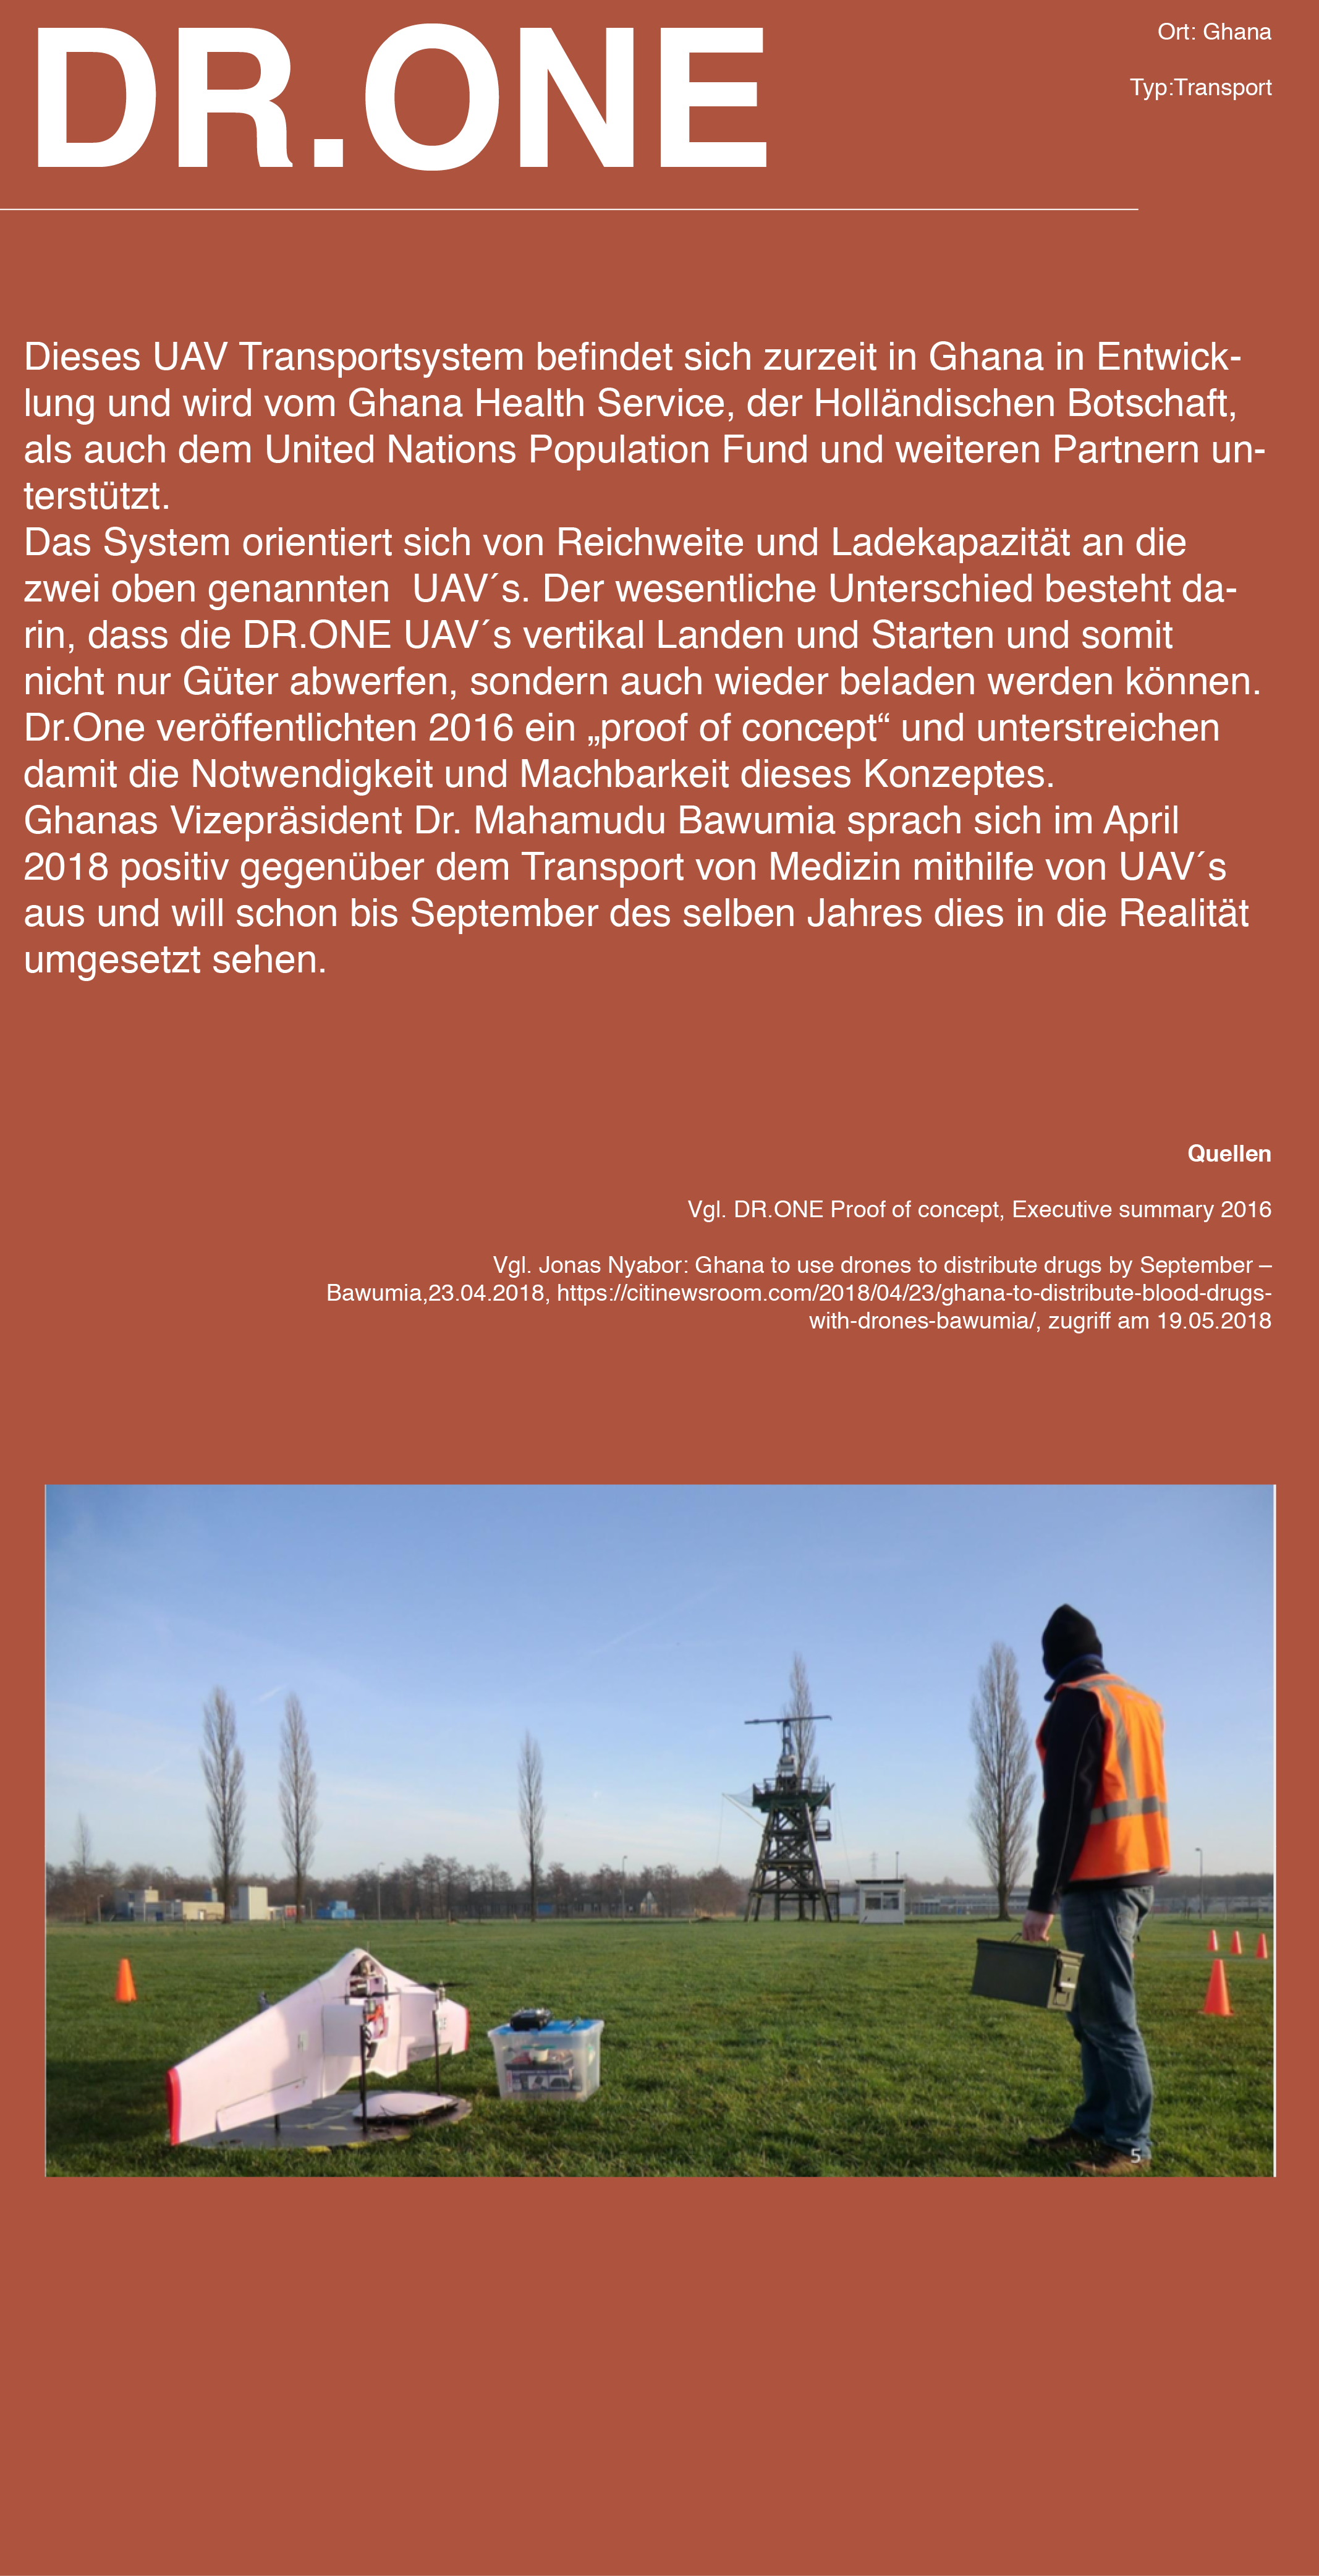 DR.ONE
Ort: Ghana
Typ:Transport
Dieses UAV Transportsystem befindet sich zurzeit in Ghana in Entwick-
lung und wird vom Ghana Health Service, der Holländischen Botschaft,
als auch dem United Nations Population Fund und weiteren Partnern un-
terstützt.
Das System orientiert sich von Reichweite und Ladekapazität an die
zwei oben genannten  UAV´s. Der wesentliche Unterschied besteht da-
rin, dass die DR.ONE UAV´s vertikal Landen und Starten und somit
nicht nur Güter abwerfen, sondern auch wieder beladen werden können.
Dr.One veröffentlichten 2016 ein „proof of concept“ und unterstreichen
damit die Notwendigkeit und Machbarkeit dieses Konzeptes.
Ghanas Vizepräsident Dr. Mahamudu Bawumia sprach sich im April
2018 positiv gegenüber dem Transport von Medizin mithilfe von UAV´s
aus und will schon bis September des selben Jahres dies in die Realität
umgesetzt sehen.
Quellen
Vgl. DR.ONE Proof of concept, Executive summary 2016
Vgl. Jonas Nyabor: Ghana to use drones to distribute drugs by September –
Bawumia,23.04.2018, https://citinewsroom.com/2018/04/23/ghana-to-distribute-blood-drugs-
with-drones-bawumia/, zugriff am 19.05.2018
5